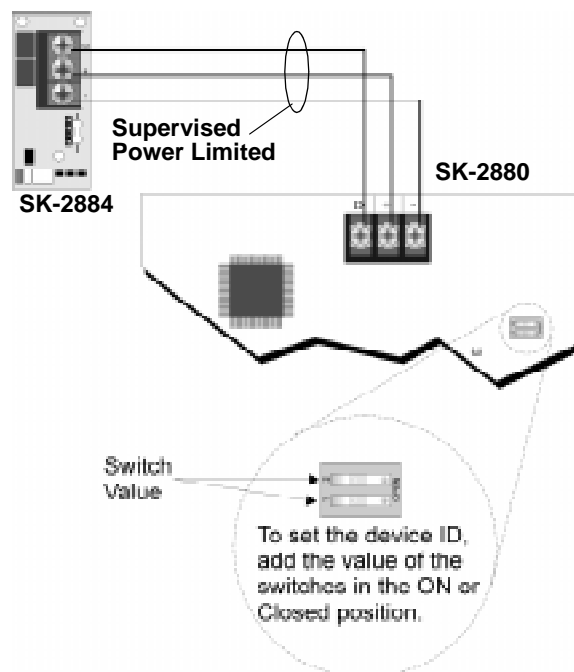 Supervised
Power Limited
SK-2880
SK-2884
Switch
Value
OPEN
To set the device ID,
add the value of the
switches in the ON or
Closed position.